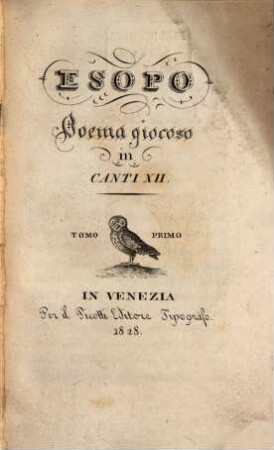 ESOPO
Poema giocoso
in
CANTI XII.
TOMO PRIMO
IN VENEZIA
Per il Picotti Editore Tipografo.
1828.